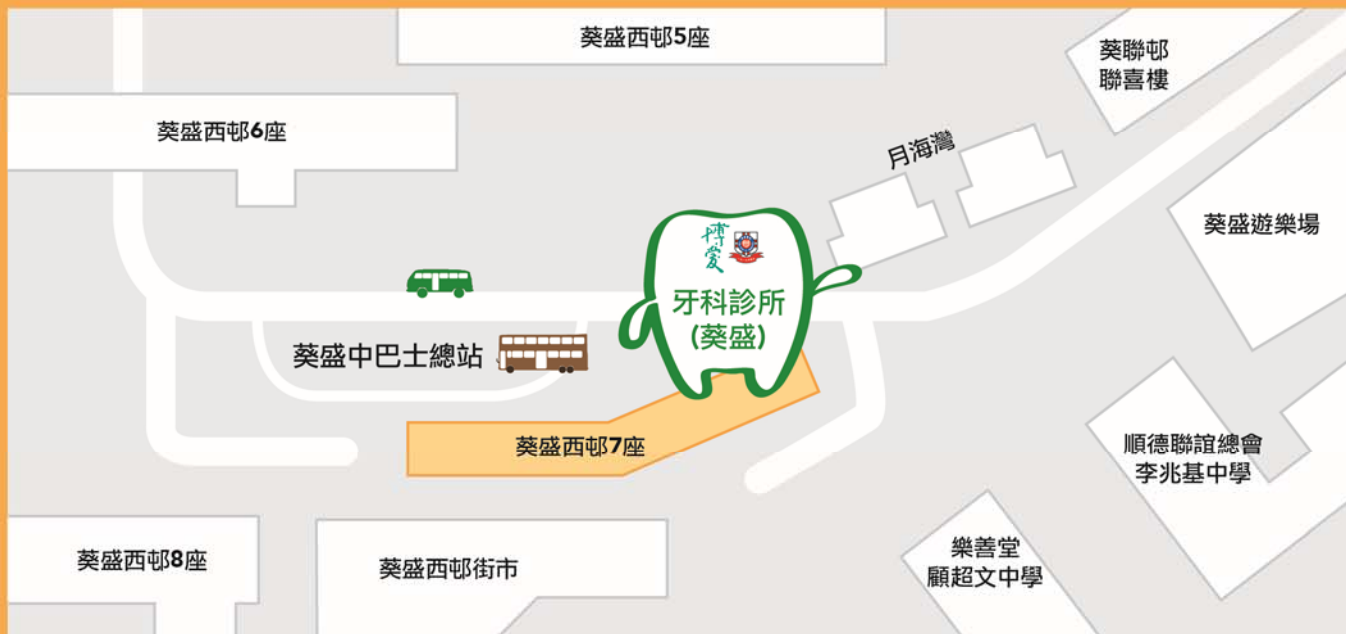 葵盛西邨5座
葵聯邨
聯喜樓
葵盛西邨6座
月海灣
葵盛遊樂場
博愛
牙科診所
(葵盛)
葵盛中巴士總站
葵盛西邨7座
順德聯誼總會
李兆基中學
葵盛西邨8座
葵盛西邨街市
樂善堂
顧超文中學